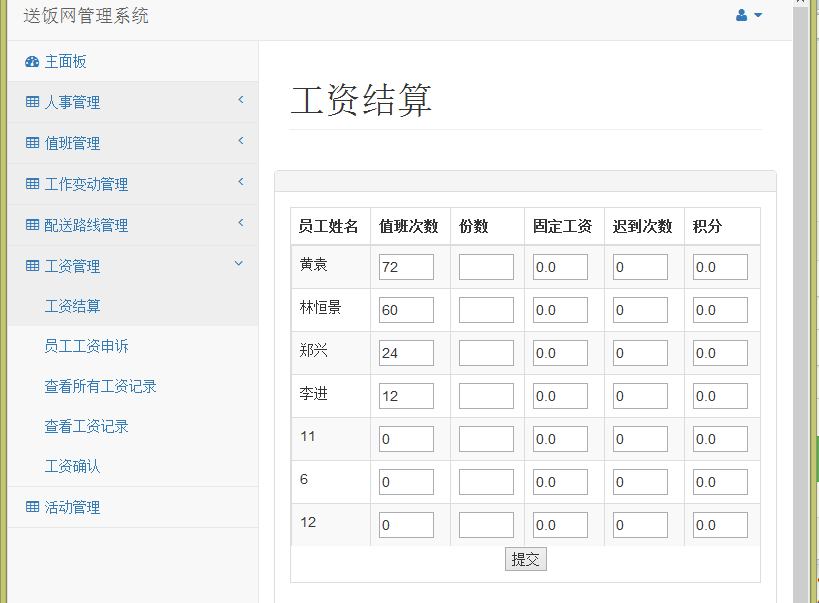 送饭网管理系统
主面板
人事管理
值班管理
工作变动管理
配送路线管理
工资管理
工资结算
员工工资申诉
查看所有工资记录
查看工资记录
工资确认
活动管理
工资结算
员工姓名 值班次数 份数 固定工资 迟到次数 积分
黄袁 72 0.0 0 0.0
林恒景 60 0.0 0 0.0
郑兴 24 0.0 0 0.0
李进 12 0.0 0 0.0
11 0 0.0 0 0.0
6 0 0.0 0 0.0
12 0 0.0 0 0.0
提交